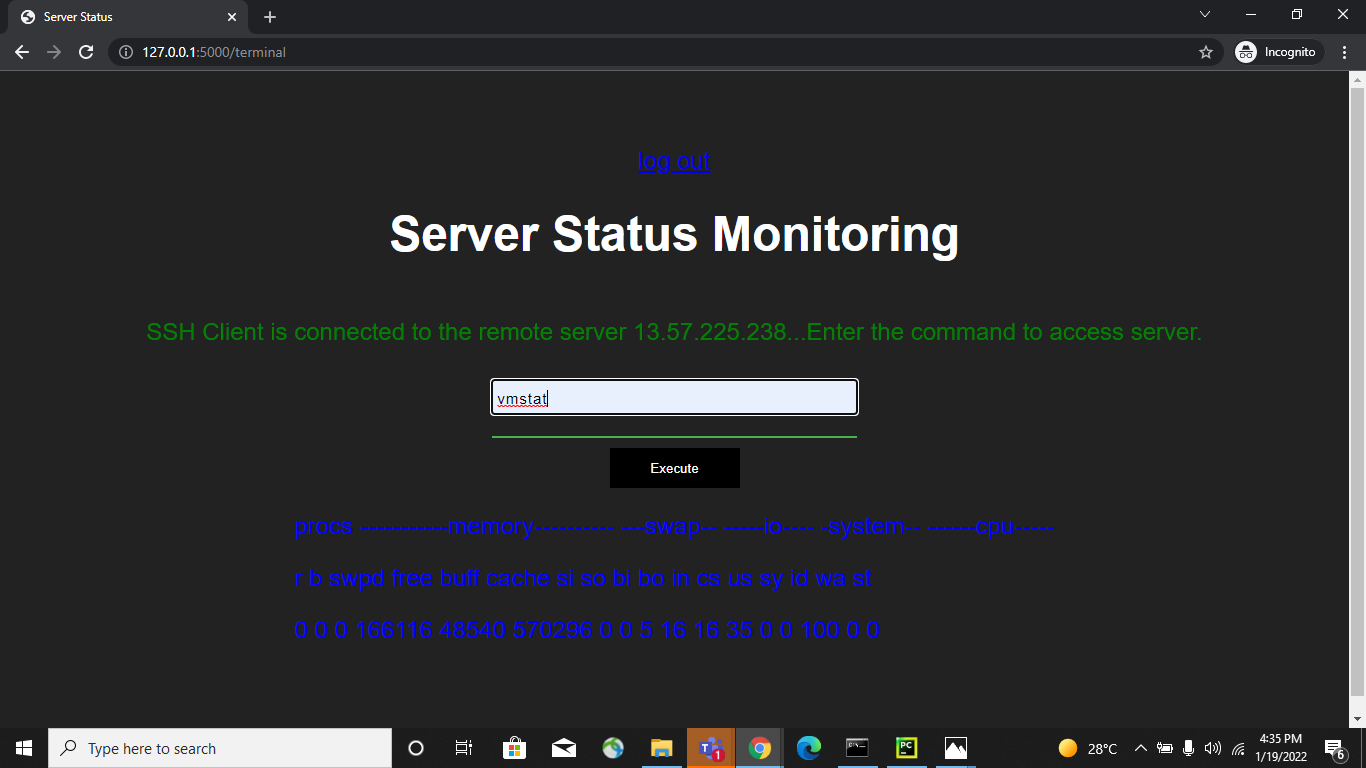 Server Status
127.0.0.1:5000/terminal
Incognito
log out
Server Status Monitoring
SSH Client is connected to the remote server 13.57.225.238...Enter the command to access server.
vmstat
Execute
procs -----------memory---------- ---swap-- -----io---- -system-- ------cpu-----
r b swpd free buff cache si so bi bo in cs us sy id wa st
0 0 0 166116 48540 570296 0 0 5 16 16 35 0 0 100 0 0
Type here to search
1
PC
28°C
4:35 PM
1/19/2022
6